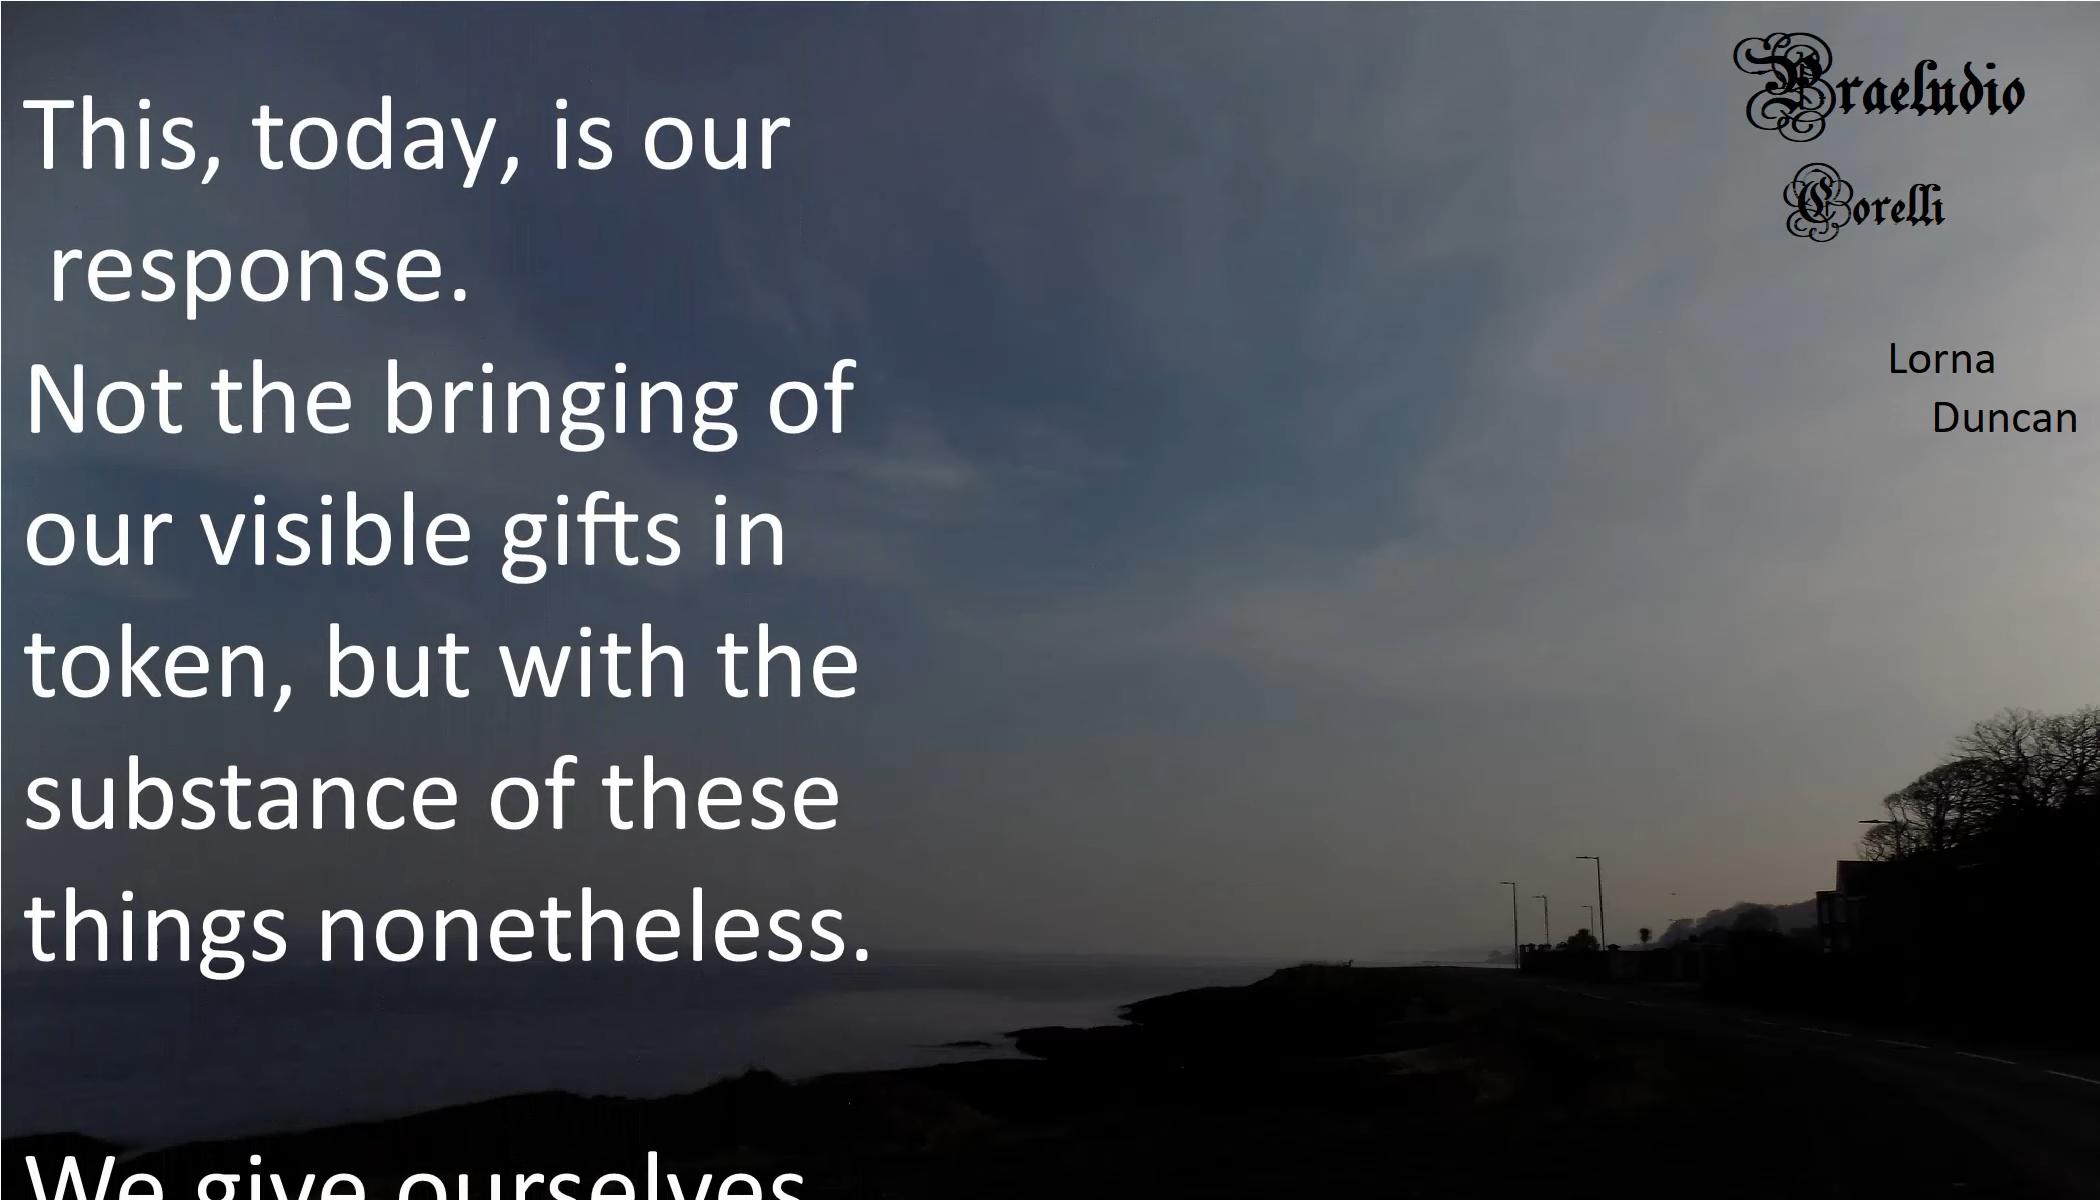 This, today, is our
response.
Not the bringing of
our visible gifts in
token, but with the
substance of these
things nonetheless.
We give ourselves
Praeludio
Corelli
Lorna
Duncan